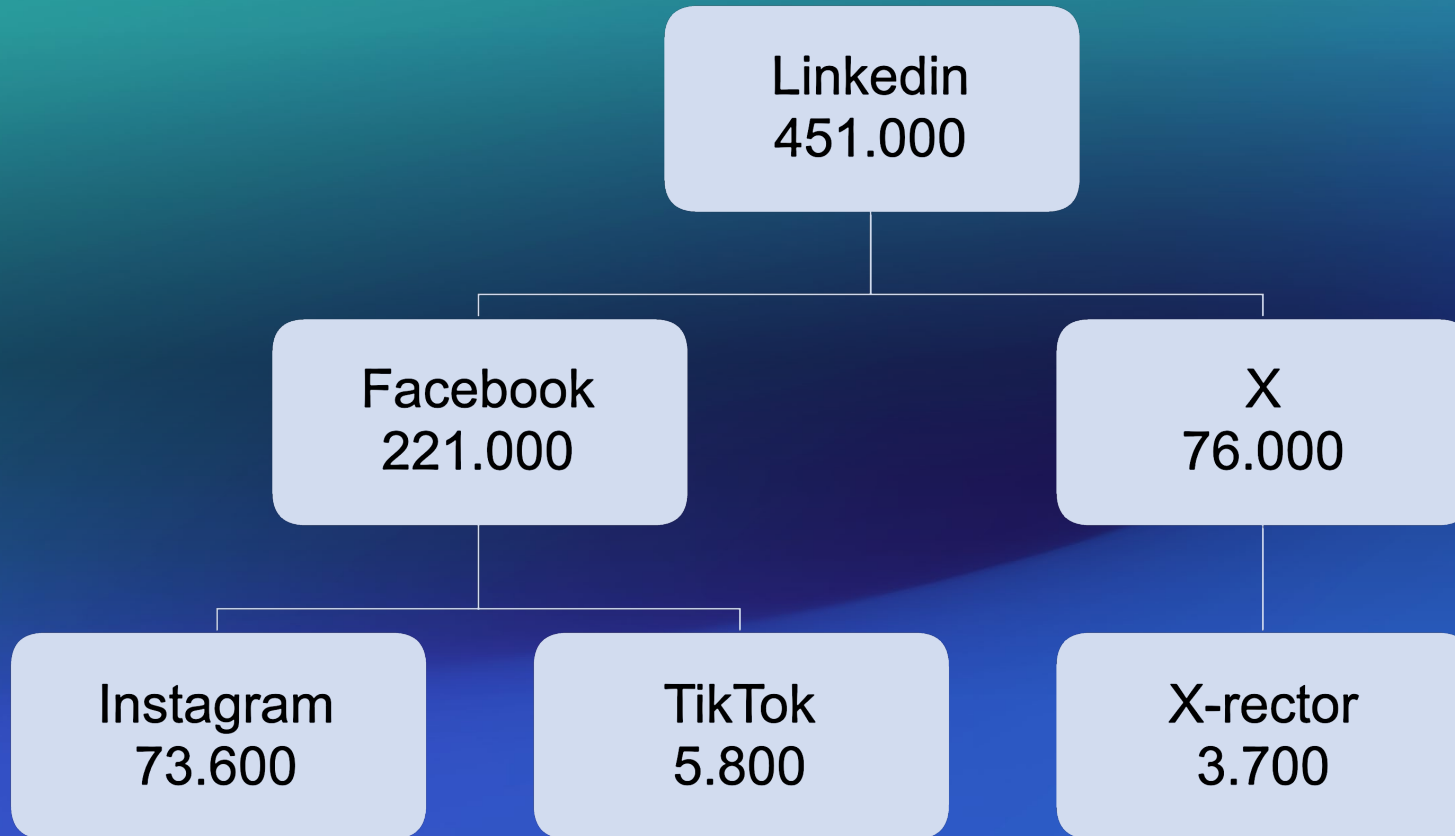 Linkedin
451.000
Facebook
221.000
X
76.000
Instagram
73.600
TikTok
5.800
X-rector
3.700